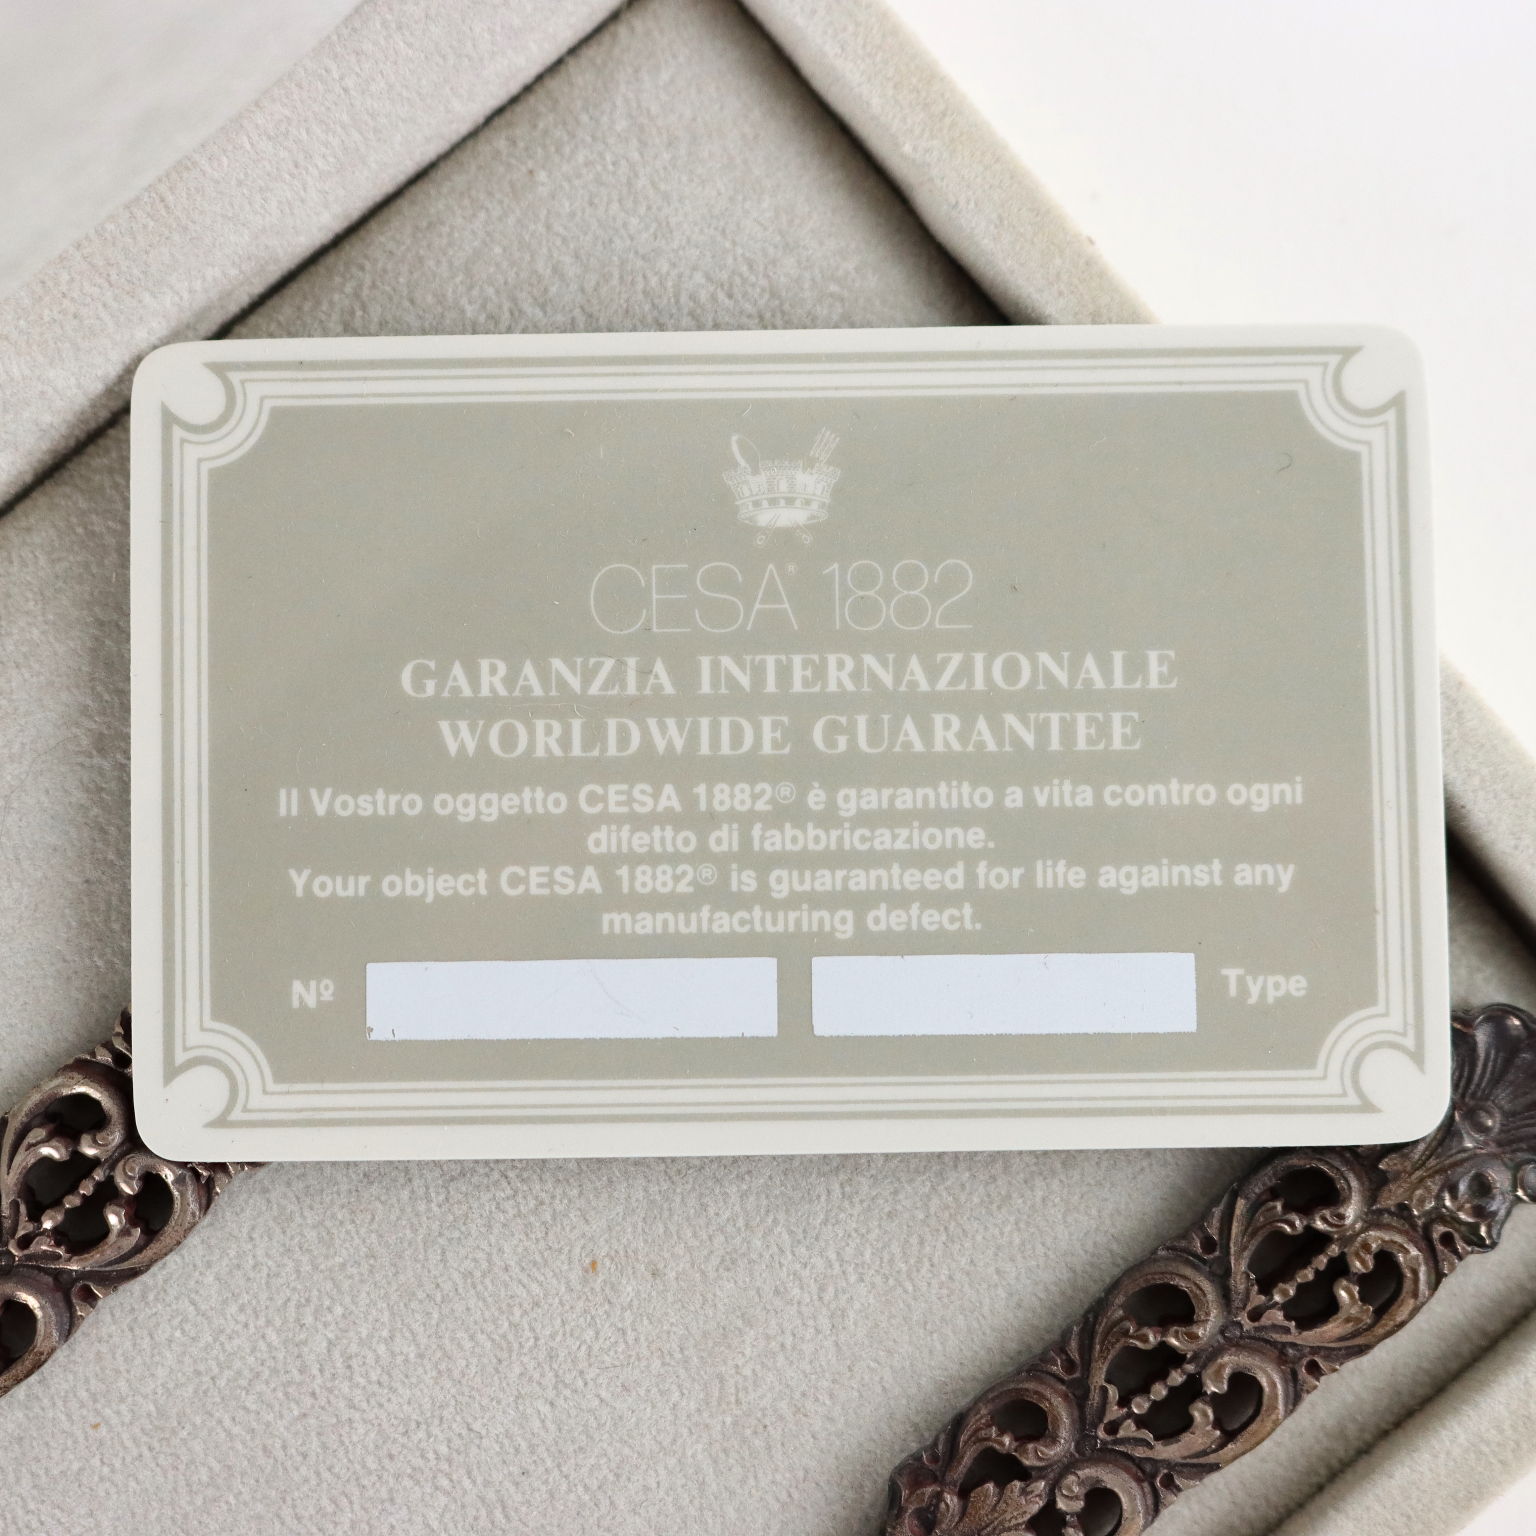 CESA® 1882
GARANZIA INTERNAZIONALE
WORLDWIDE GUARANTEE
Il Vostro oggetto CESA 1882® è garantito a vita contro ogni
difetto di fabbricazione.
Your object CESA 1882® is guaranteed for life against any
manufacturing defect.
Nº Type